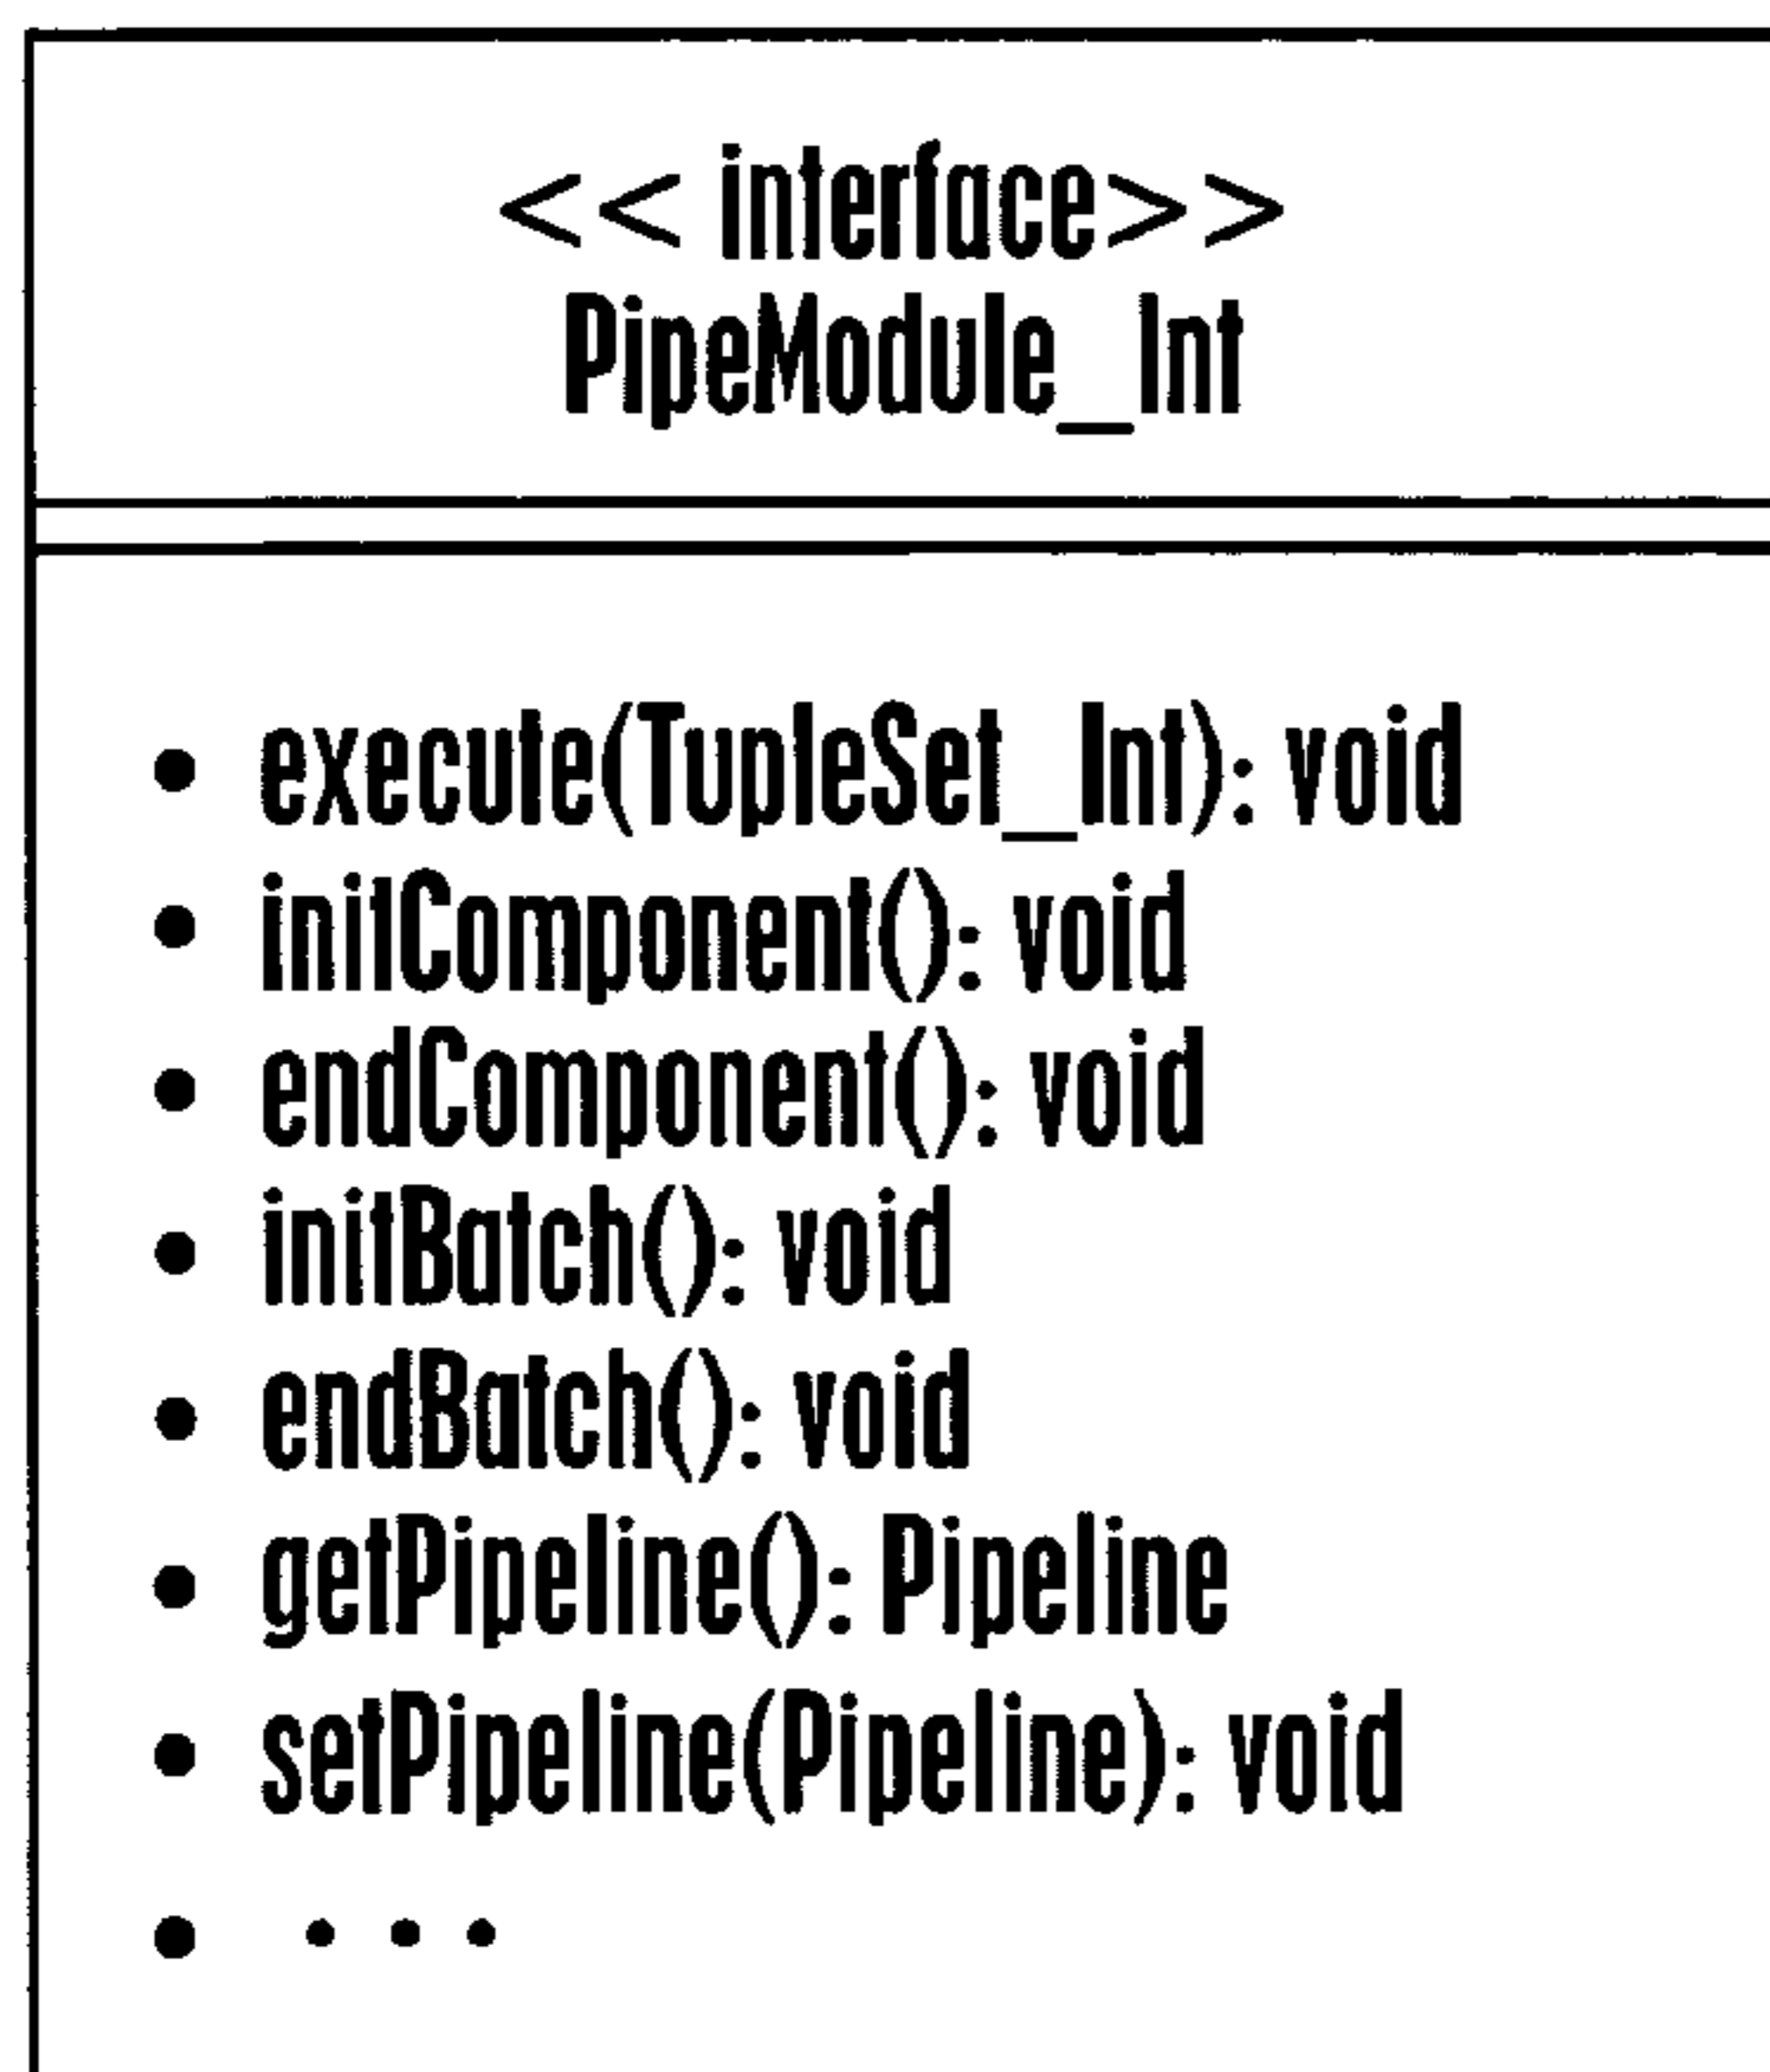 << interface>>
PipeModule_Int
• execute(TupleSet_Int): void
• initComponent(): void
• endComponent(): void
• initBatch(): void
• endBatch(): void
• getPipeline(): Pipeline
• setPipeline(Pipeline): void
• • • •